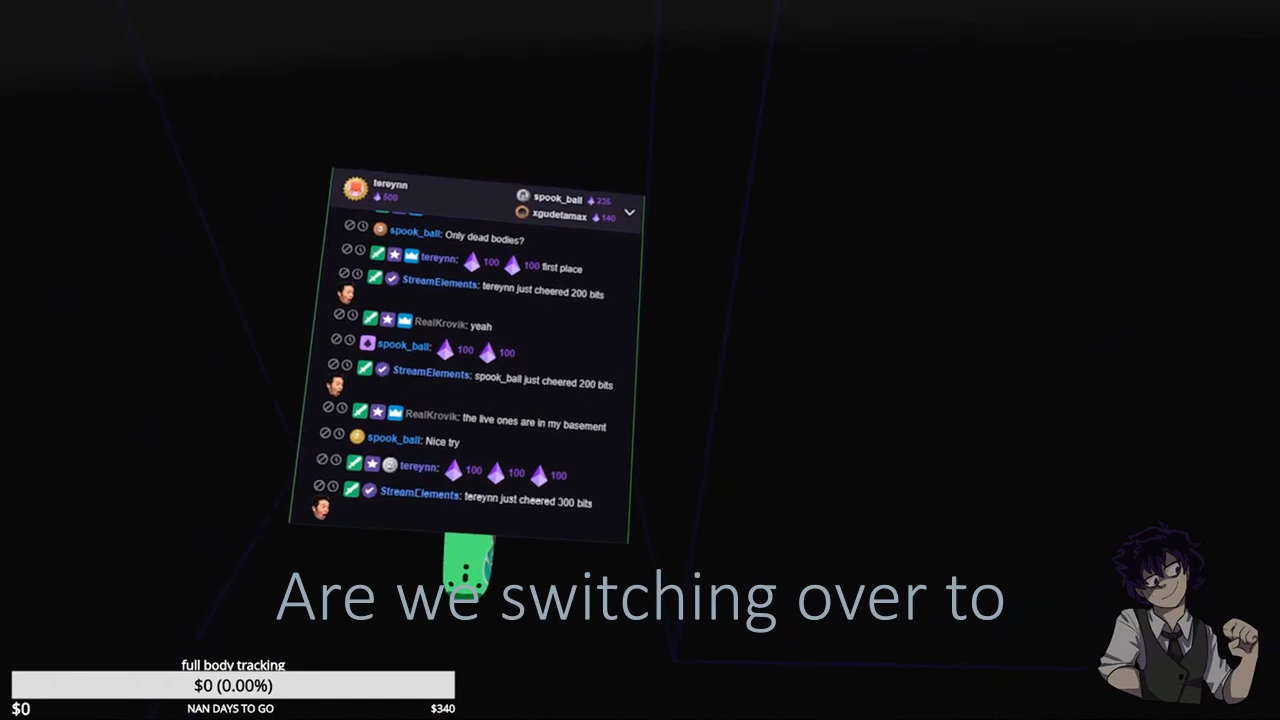 tereynn
500
spook_ball 235
xgudetamax 140
spook_ball: Only dead bodies?
tereynn: 100 100 first place
StreamElements: tereynn just cheered 200 bits
RealKrovik: yeah
spook_ball: 100 100
StreamElements: spook_ball just cheered 200 bits
RealKrovik: the live ones are in my basement
spook_ball: Nice try
tereynn: 100 100 100
StreamElements: tereynn just cheered 300 bits
Are we switching over to
full body tracking
$0 (0.00%)
$0 NAN DAYS TO GO $340